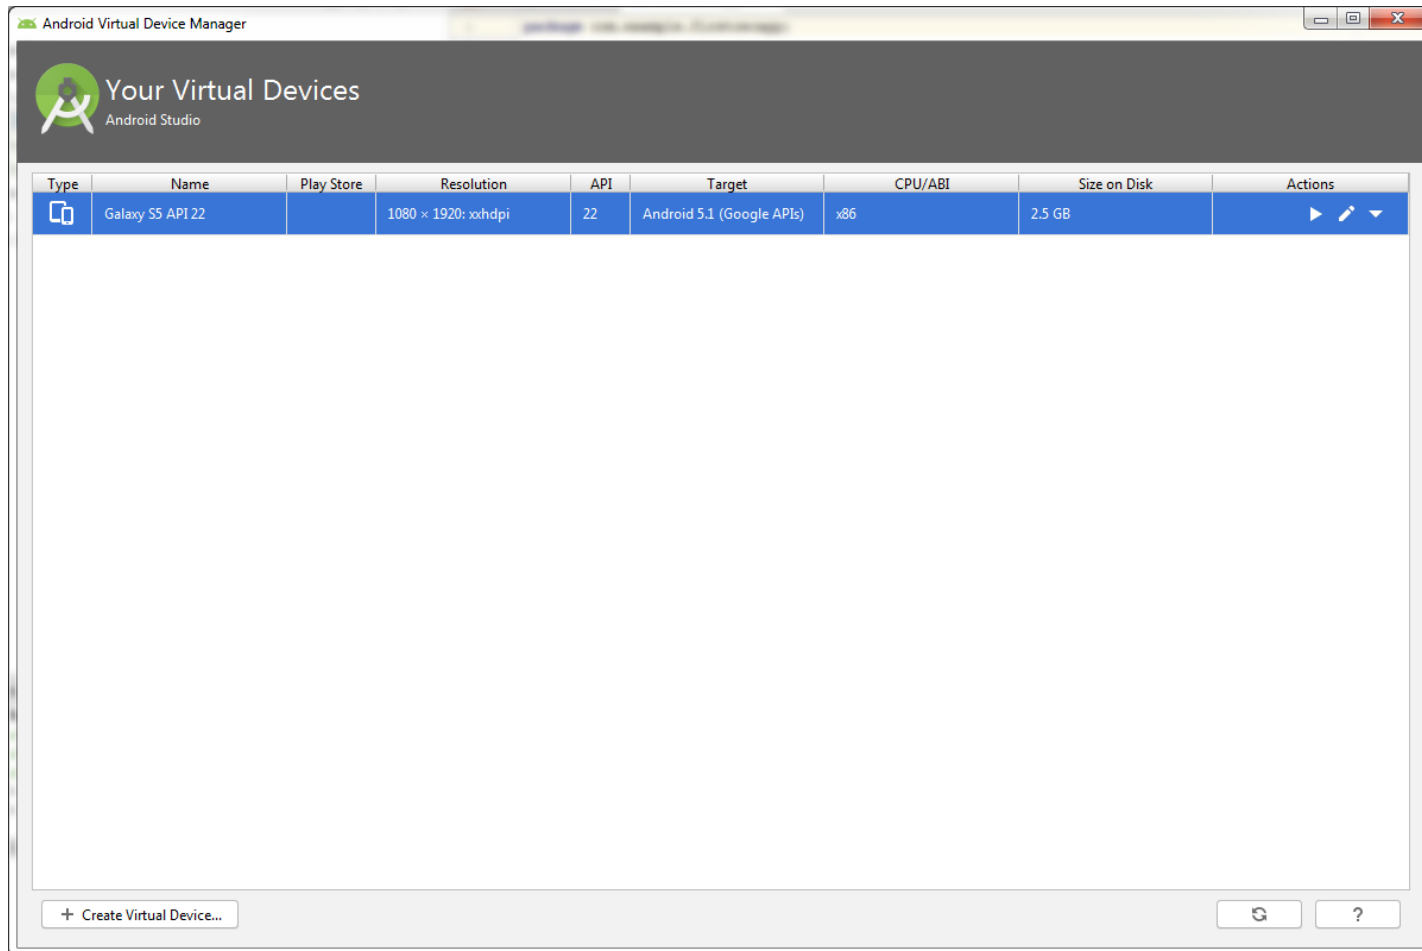 Android Virtual Device Manager
Your Virtual Devices
Android Studio
Type Name Play Store Resolution API Target CPU/ABI Size on Disk Actions
Galaxy S5 API 22 1080 × 1920: xxhdpi 22 Android 5.1 (Google APIs) x86 2.5 GB
+ Create Virtual Device...
?